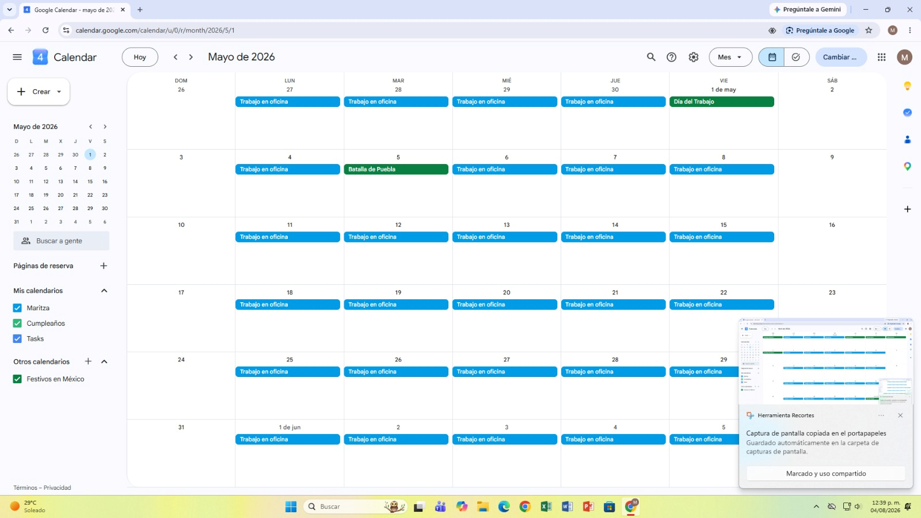 Google Calendar - mayo de 2026
Pregúntale a Gemini
calendar.google.com/calendar/u/0/r/month/2026/5/1
Pregúntale a Google
M
4
Calendar
Hoy
Mayo de 2026
Mes
Cambiar ...
M
Crear
Mayo de 2026
D L M X J V S
26 27 28 29 30 1 2
3 4 5 6 7 8 9
10 11 12 13 14 15 16
17 18 19 20 21 22 23
24 25 26 27 28 29 30
31 1 2 3 4 5 6
Buscar a gente
Páginas de reserva
Mis calendarios
Maritza
Cumpleaños
Tasks
Otros calendarios
Festivos en México
Términos – Privacidad
DOM LUN MAR MIÉ JUE VIE SÁB
26 27 28 29 30 1 de may 2
Trabajo en oficina Trabajo en oficina Trabajo en oficina Trabajo en oficina Día del Trabajo
3 4 5 6 7 8 9
Trabajo en oficina Batalla de Puebla Trabajo en oficina Trabajo en oficina Trabajo en oficina
10 11 12 13 14 15 16
Trabajo en oficina Trabajo en oficina Trabajo en oficina Trabajo en oficina Trabajo en oficina
17 18 19 20 21 22 23
Trabajo en oficina Trabajo en oficina Trabajo en oficina Trabajo en oficina Trabajo en oficina
24 25 26 27 28 29
Trabajo en oficina Trabajo en oficina Trabajo en oficina Trabajo en oficina Trabajo en oficina
31 1 de jun 2 3 4 5
Trabajo en oficina Trabajo en oficina Trabajo en oficina Trabajo en oficina Trabajo en oficina
Herramienta Recortes
Captura de pantalla copiada en el portapapeles
Guardado automáticamente en la carpeta de
capturas de pantalla.
Marcado y uso compartido
29°C
Soleado
Buscar
12:39 p. m.
04/08/2026